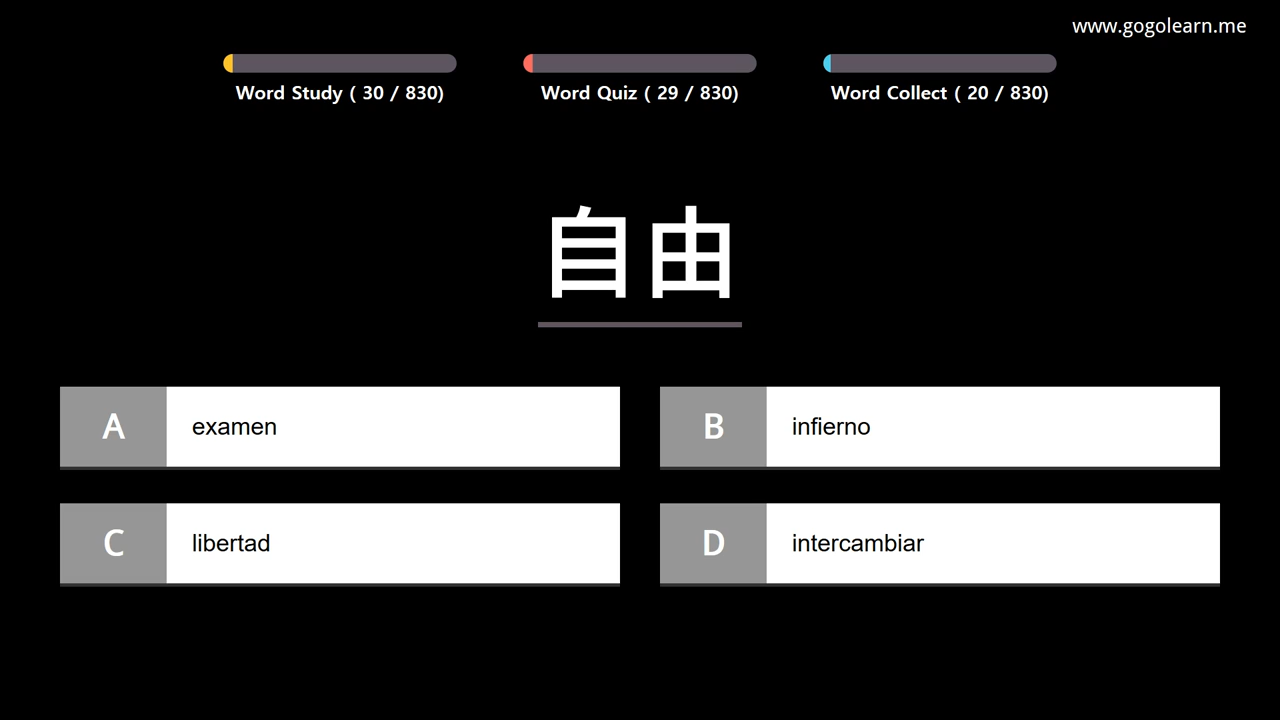 www.gogolearn.me
Word Study ( 30 / 830)
Word Quiz ( 29 / 830)
Word Collect ( 20 / 830)
自由
A examen
B infierno
C libertad
D intercambiar